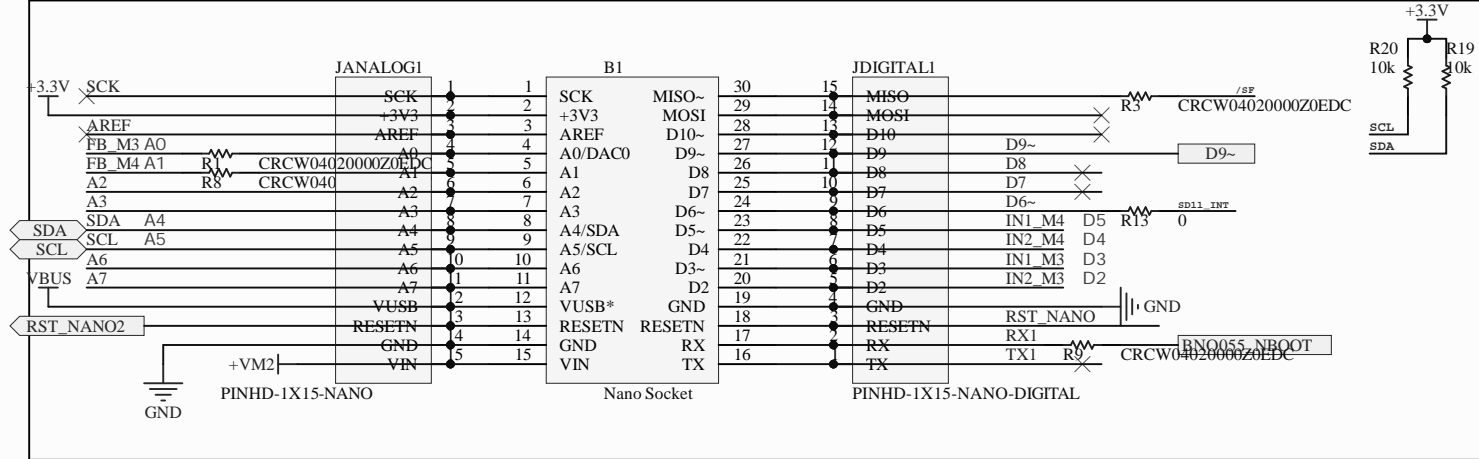 +3.3V
R20
R19
10k
10k
SCL
SDA
JANALOG1
B1
JDIGITAL1
+3.3V
SCK
SCK
1
1
SCK
MISO~
30
15
MISO
/SF
R3
CRCW04020000Z0EDC
+3V3
2
2
+3V3
MOSI
29
14
MOSI
AREF
AREF
3
3
AREF
D10~
28
13
D10
FB_M3 A0
R1
CRCW04020000Z0EDC
A0
4
4
A0/DAC0
D9~
27
12
D9
D9~
D9~
FB_M4 A1
R8
CRCW040
A1
5
5
A1
D8
26
11
D8
D8
A2
A2
6
6
A2
D7
25
10
D7
D7
A3
A3
7
7
A3
D6~
24
9
D6
D6~
R13
0
SD11_INT
SDA
SDA A4
A4
8
8
A4/SDA
D5~
23
8
D5
IN1_M4 D5
SCL
SCL A5
A5
9
9
A5/SCL
D4
22
7
D4
IN2_M4 D4
A6
A6
0
10
A6
D3~
21
6
D3
IN1_M3 D3
A7
A7
1
11
A7
D2
20
5
D2
IN2_M3 D2
VBUS
VUSB
2
12
VUSB*
GND
19
4
GND
GND
RST_NANO2
RESETN
3
13
RESETN
RESETN
18
3
RESETN
RST_NANO
GND
4
14
GND
RX
17
2
RX
RX1
R9
CRCW04020000Z0EDC
BNO055_NBOOT
+VM2
VIN
5
15
VIN
TX
16
1
TX
TX1
GND
PINHD-1X15-NANO
Nano Socket
PINHD-1X15-NANO-DIGITAL